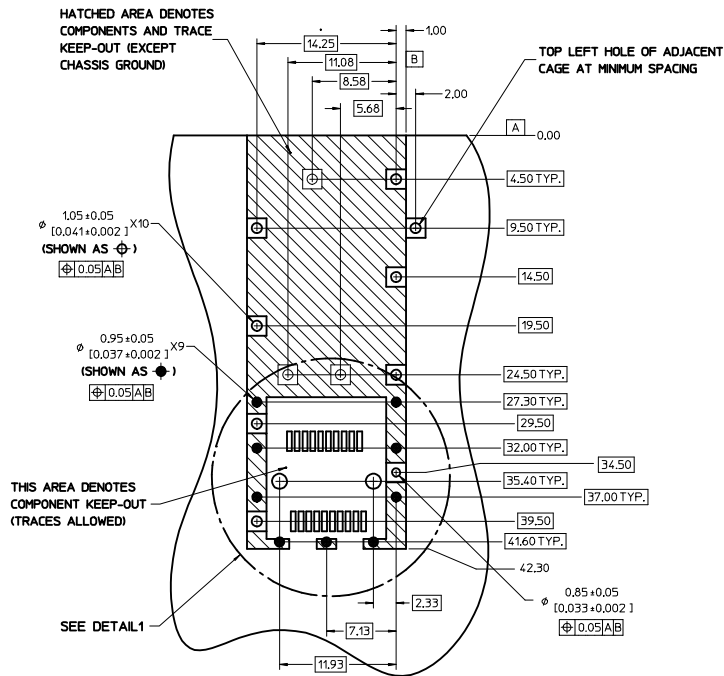 HATCHED AREA DENOTES
COMPONENTS AND TRACE
KEEP-OUT (EXCEPT
CHASSIS GROUND)
14.25
11.08
8.58
5.68
1.00
B
2.00
TOP LEFT HOLE OF ADJACENT
CAGE AT MINIMUM SPACING
A
0.00
4.50 TYP.
9.50 TYP.
14.50
19.50
24.50 TYP.
27.30 TYP.
29.50
32.00 TYP.
34.50
35.40 TYP.
37.00 TYP.
39.50
41.60 TYP.
42.30
⌀ 1.05±0.05 X10
[0.041±0.002]
(SHOWN AS ⌖)
⌖ 0.05 A B
⌀ 0.95±0.05 X9
[0.037±0.002]
(SHOWN AS ●)
⌖ 0.05 A B
THIS AREA DENOTES
COMPONENT KEEP-OUT
(TRACES ALLOWED)
SEE DETAIL1
2.33
7.13
11.93
⌀ 0.85±0.05
[0.033±0.002]
⌖ 0.05 A B